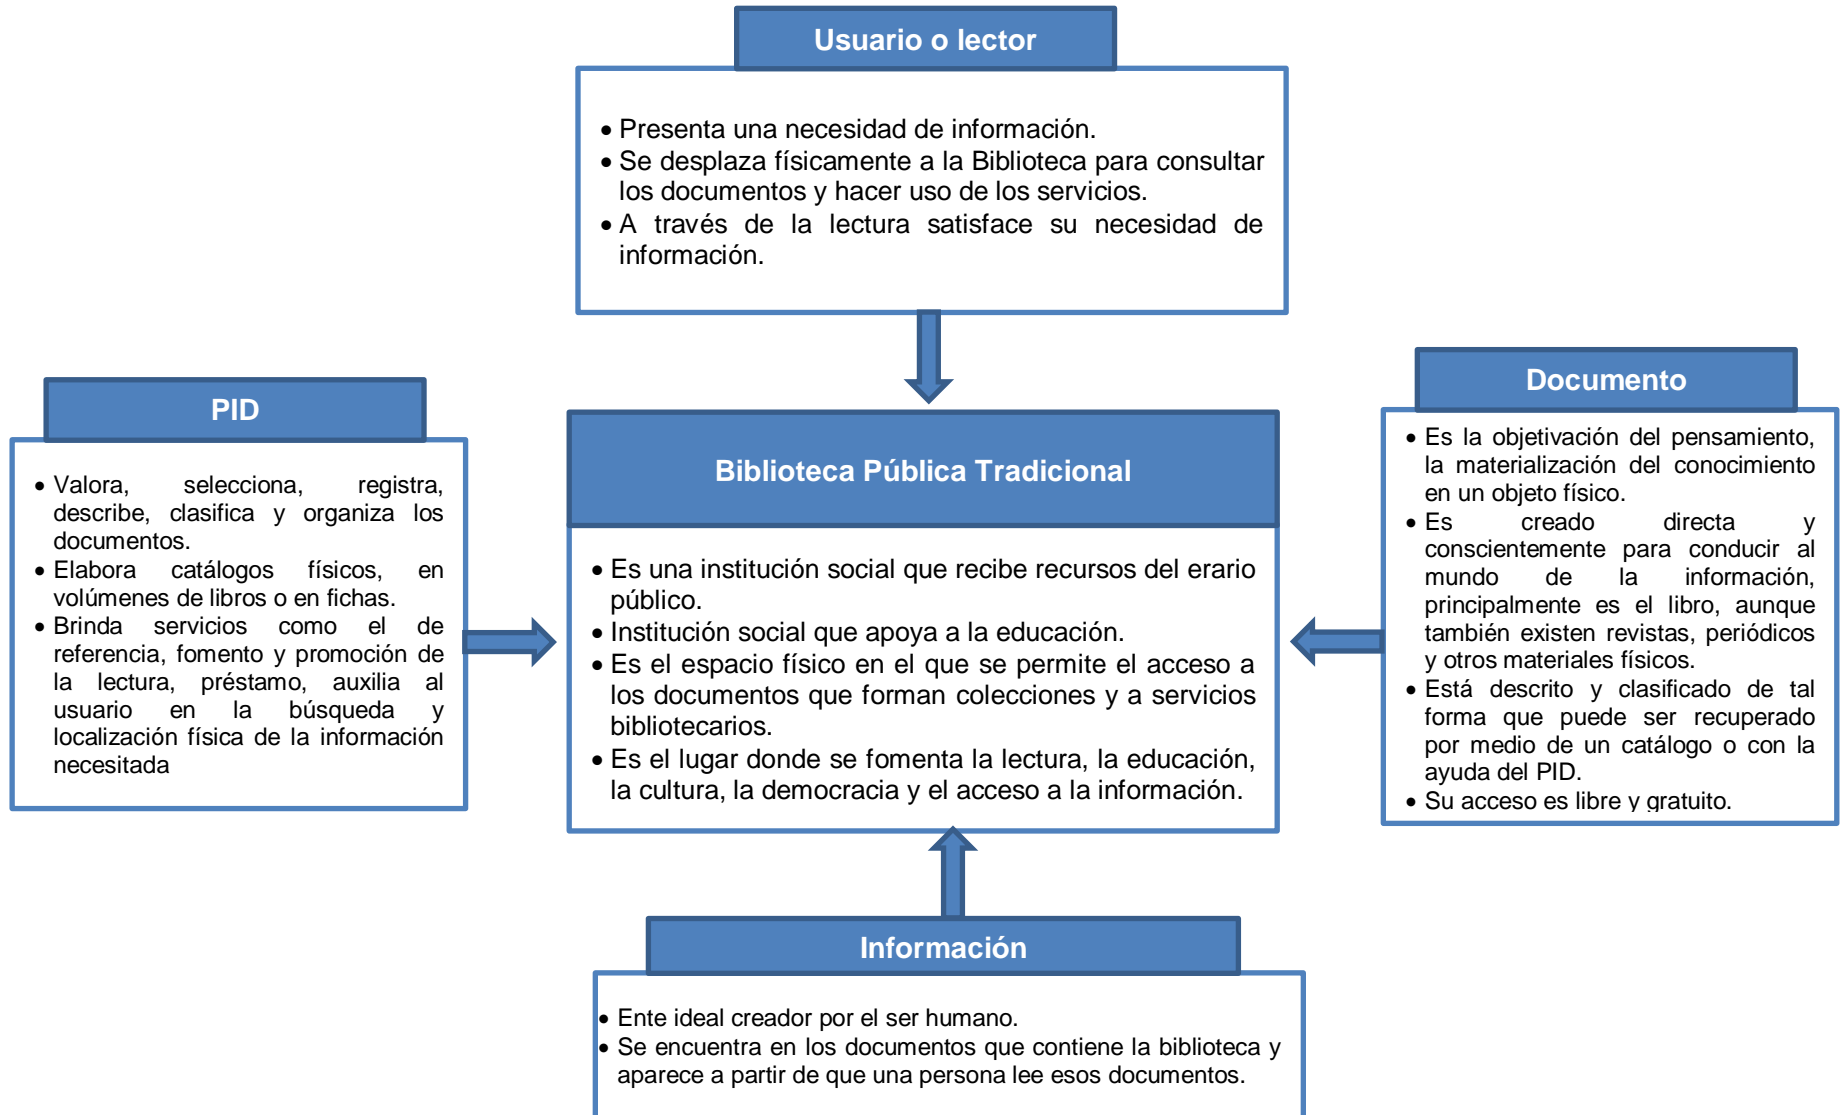 Usuario o lector
• Presenta una necesidad de información.
• Se desplaza físicamente a la Biblioteca para consultar
los documentos y hacer uso de los servicios.
• A través de la lectura satisface su necesidad de
información.
PID
• Valora, selecciona, registra,
describe, clasifica y organiza los
documentos.
• Elabora catálogos físicos, en
volúmenes de libros o en fichas.
• Brinda servicios como el de
referencia, fomento y promoción de
la lectura, préstamo, auxilia al
usuario en la búsqueda y
localización física de la información
necesitada
Biblioteca Pública Tradicional
• Es una institución social que recibe recursos del erario
público.
• Institución social que apoya a la educación.
• Es el espacio físico en el que se permite el acceso a
los documentos que forman colecciones y a servicios
bibliotecarios.
• Es el lugar donde se fomenta la lectura, la educación,
la cultura, la democracia y el acceso a la información.
Documento
• Es la objetivación del pensamiento,
la materialización del conocimiento
en un objeto físico.
• Es creado directa y
conscientemente para conducir al
mundo de la información,
principalmente es el libro, aunque
también existen revistas, periódicos
y otros materiales físicos.
• Está descrito y clasificado de tal
forma que puede ser recuperado
por medio de un catálogo o con la
ayuda del PID.
• Su acceso es libre y gratuito.
Información
• Ente ideal creador por el ser humano.
• Se encuentra en los documentos que contiene la biblioteca y
aparece a partir de que una persona lee esos documentos.